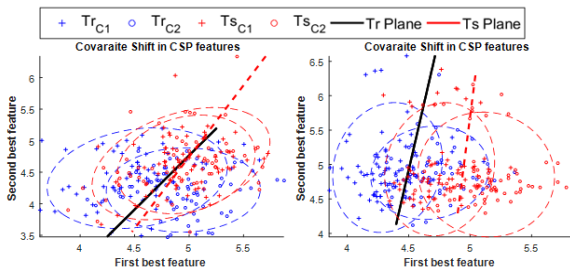 Tr_C1 Tr_C2 Ts_C1 Ts_C2 Tr Plane Ts Plane
Covaraite Shift in CSP features
Second best feature
6
5.5
5
4.5
4
3.5
4 4.5 5 5.5
First best feature
Covaraite Shift in CSP features
Second best feature
6.5
6
5.5
5
4.5
4
4 4.5 5 5.5
First best feature